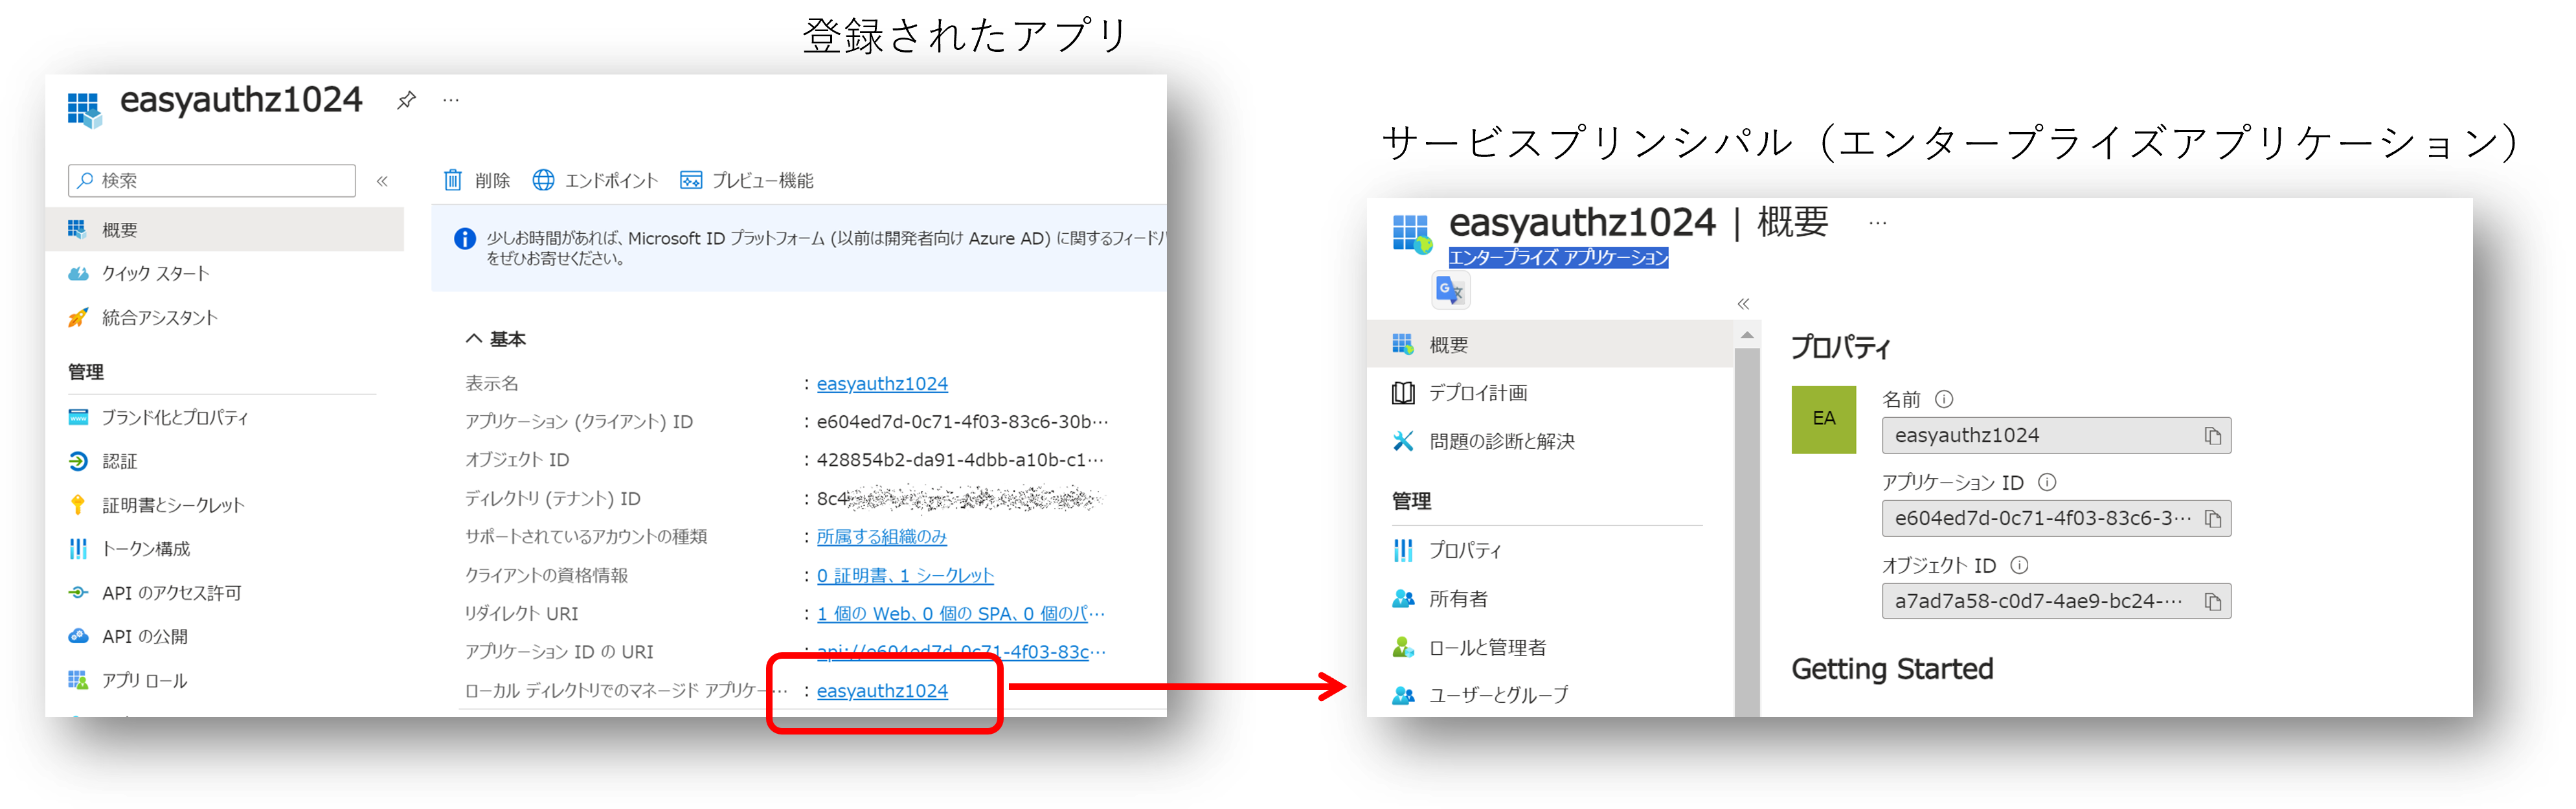 登録されたアプリ
easyauthz1024
検索
削除 エンドポイント プレビュー機能
概要
クイック スタート
統合アシスタント
管理
ブランド化とプロパティ
認証
証明書とシークレット
トークン構成
API のアクセス許可
API の公開
アプリ ロール
少しお時間があれば、Microsoft ID プラットフォーム (以前は開発者向け Azure AD) に関するフィードバ
をぜひお寄せください。
基本
表示名 : easyauthz1024
アプリケーション (クライアント) ID : e604ed7d-0c71-4f03-83c6-30b…
オブジェクト ID : 428854b2-da91-4dbb-a10b-c1…
ディレクトリ (テナント) ID : 8c4
サポートされているアカウントの種類 : 所属する組織のみ
クライアントの資格情報 : 0 証明書、1 シークレット
リダイレクト URI : 1 個の Web、0 個の SPA、0 個のパ…
アプリケーション ID の URI : api://e604ed7d-0c71-4f03-83c…
ローカル ディレクトリでのマネージド アプリケー… : easyauthz1024
サービスプリンシパル（エンタープライズアプリケーション）
easyauthz1024 | 概要
エンタープライズ アプリケーション
概要
デプロイ計画
問題の診断と解決
管理
プロパティ
所有者
ロールと管理者
ユーザーとグループ
プロパティ
EA
名前
easyauthz1024
アプリケーション ID
e604ed7d-0c71-4f03-83c6-3…
オブジェクト ID
a7ad7a58-c0d7-4ae9-bc24-…
Getting Started